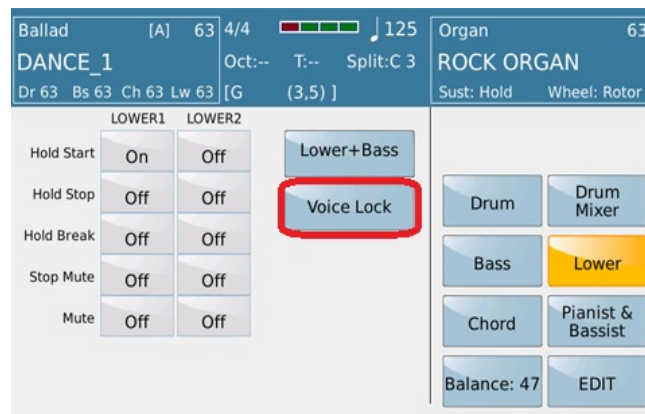 Ballad [A] 63 4/4 125 Organ 63
DANCE_1 Oct:-- T:-- Split:C 3 ROCK ORGAN
Dr 63 Bs 63 Ch 63 Lw 63 [G (3,5) ] Sust: Hold Wheel: Rotor
LOWER1 LOWER2
Hold Start On Off
Hold Stop Off Off
Hold Break Off Off
Stop Mute Off Off
Mute Off Off
Lower+Bass
Voice Lock
Drum
Drum
Mixer
Bass
Lower
Chord
Pianist &
Bassist
Balance: 47
EDIT